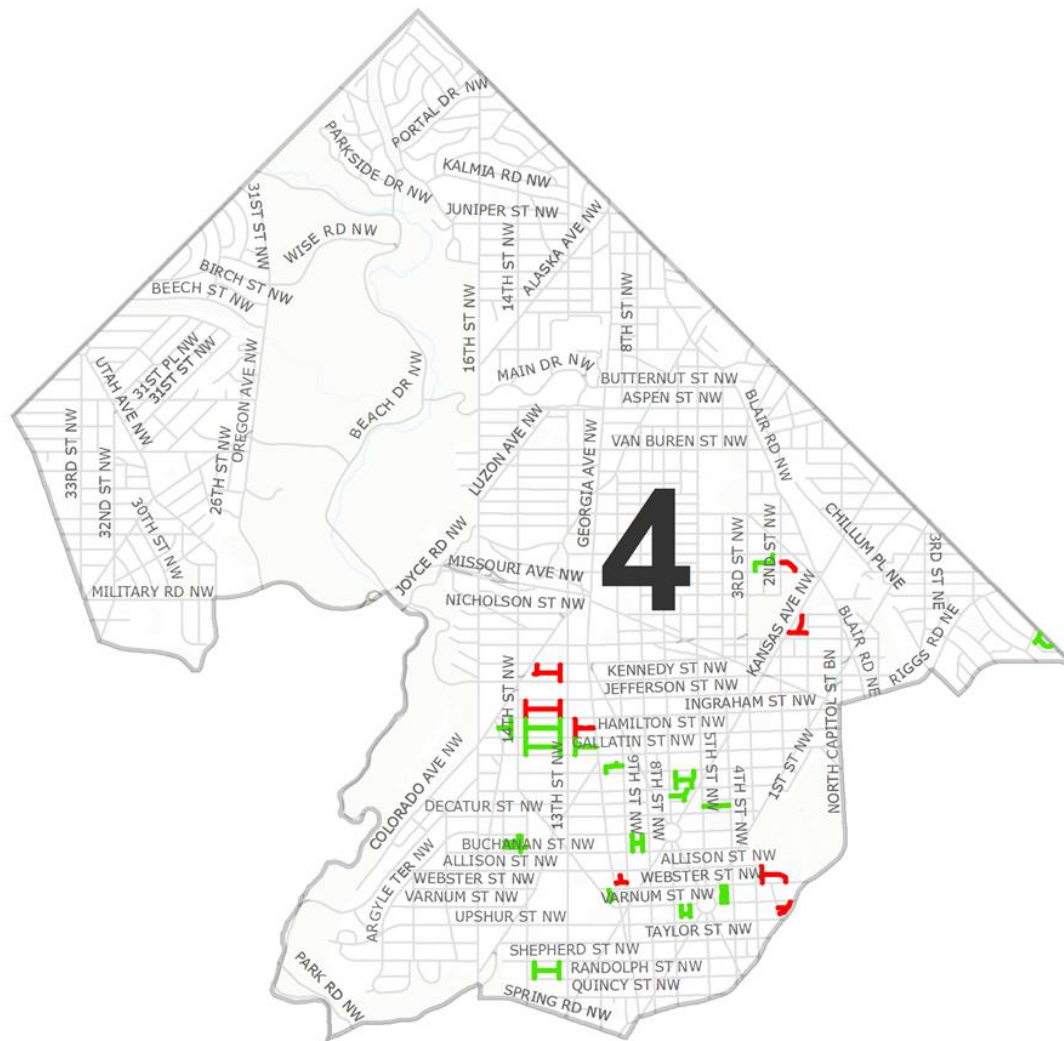 PORTAL DR NW
PARKSIDE DR NW
KALMIA RD NW
31ST ST NW
JUNIPER ST NW
WISE RD NW
14TH ST NW
ALASKA AVE NW
BIRCH ST NW
BEECH ST NW
16TH ST NW
8TH ST NW
31ST PL NW
31ST ST NW
UTAH AVE NW
OREGON AVE NW
BEACH DR NW
MAIN DR NW
BUTTERNUT ST NW
ASPEN ST NW
BLAIR RD NW
33RD ST NW
32ND ST NW
26TH ST NW
LUZON AVE NW
GEORGIA AVE NW
VAN BUREN ST NW
30TH ST NW
4
CHILLUM PL NE
3RD ST NW
2ND ST NW
3RD ST NE
JOYCE RD NW
MISSOURI AVE NW
MILITARY RD NW
NICHOLSON ST NW
KANSAS AVE NW
BLAIR RD NE
RIGGS RD NE
KENNEDY ST NW
JEFFERSON ST NW
INGRAHAM ST NW
NORTH CAPITOL ST BN
14TH ST NW
HAMILTON ST NW
GALLATIN ST NW
13TH ST NW
9TH ST NW
8TH ST NW
5TH ST NW
4TH ST NW
1ST ST NW
COLORADO AVE NW
DECATUR ST NW
BUCHANAN ST NW
ALLISON ST NW
ALLISON ST NW
ARGYLE TER NW
WEBSTER ST NW
WEBSTER ST NW
VARNUM ST NW
VARNUM ST NW
UPSHUR ST NW
TAYLOR ST NW
SHEPHERD ST NW
RANDOLPH ST NW
QUINCY ST NW
PARK RD NW
SPRING RD NW